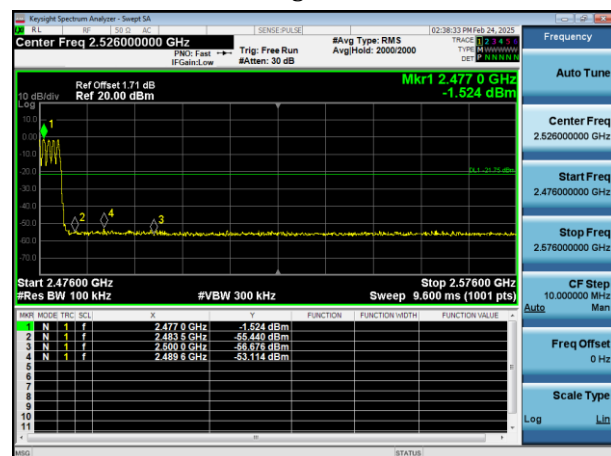 Keysight Spectrum Analyzer - Swept SA
RL RF 50 Ω AC SENSE:PULSE 02:38:33 PM Feb 24, 2025
Center Freq 2.526000000 GHz
PNO: Fast
IFGain:Low
Trig: Free Run
#Atten: 30 dB
#Avg Type: RMS
Avg|Hold: 2000/2000
TRACE 1 2 3 4 5 6
TYPE M W W W W W
DET P N N N N N
Ref Offset 1.71 dB
Ref 20.00 dBm
10 dB/div
Log
Mkr1 2.477 0 GHz
-1.524 dBm
10.0
0.00
-10.0
-20.0
-30.0
-40.0
-50.0
-60.0
-70.0
1
2
4
3
DL1 -21.75 dBm
Start 2.47600 GHz
Stop 2.57600 GHz
#Res BW 100 kHz
#VBW 300 kHz
Sweep 9.600 ms (1001 pts)
MKR MODE TRC SCL X Y FUNCTION FUNCTION WIDTH FUNCTION VALUE
1 N 1 f 2.477 0 GHz -1.524 dBm
2 N 1 f 2.483 5 GHz -55.440 dBm
3 N 1 f 2.500 0 GHz -56.676 dBm
4 N 1 f 2.489 6 GHz -53.114 dBm
5
6
7
8
9
10
11
MSG
STATUS
Frequency
Auto Tune
Center Freq
2.526000000 GHz
Start Freq
2.476000000 GHz
Stop Freq
2.576000000 GHz
CF Step
10.000000 MHz
Auto Man
Freq Offset
0 Hz
Scale Type
Log Lin